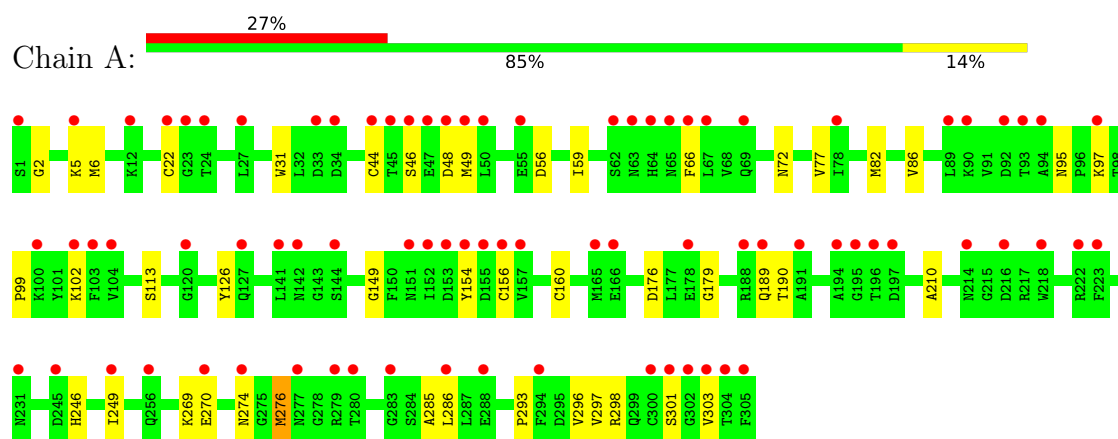 27%
Chain A:
85% 14%
S1 G2 K5 M6 K12 C22 G23 T24 L27 W31 L32 D33 D34 C44 T45 S46 E47 D48 M49 L50 E55 D56 I59 S62 N63 H64 N65 F66 L67 V68 Q69 N72 V77 I78 M82 V86 L89 K90 V91 D92 T93 A94 N95 P96 K97 T98
P99 K100 Y101 K102 F103 V104 S113 G120 Y126 Q127 L141 N142 G143 S144 G149 F150 N151 I152 D153 Y154 D155 C156 V157 C160 M165 E166 D176 L177 E178 G179 R188 Q189 T190 A191 A194 G195 T196 D197 A210 N214 G215 D216 R217 W218 R222 F223
N231 D245 H246 I249 Q256 K269 E270 N274 G275 M276 N277 G278 R279 T280 G283 S284 A285 L286 L287 E288 P293 F294 D295 V296 V297 R298 Q299 C300 S301 G302 V303 T304 F305